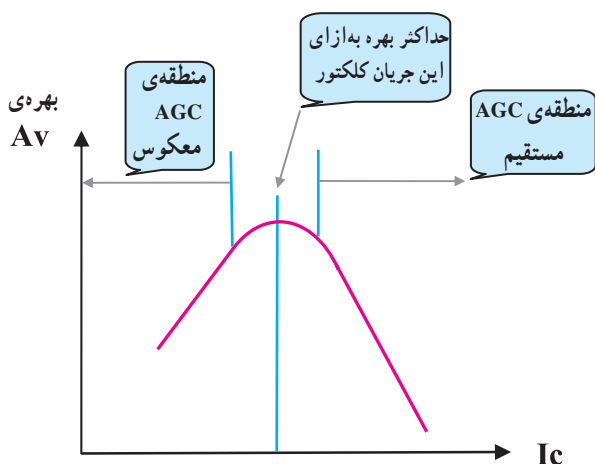 حداکثر بهره به‌ازای
این جریان کلکتور
منطقه‌ی
AGC
معکوس
منطقه‌ی AGC
مستقیم
بهره‌ی
Av
Ic